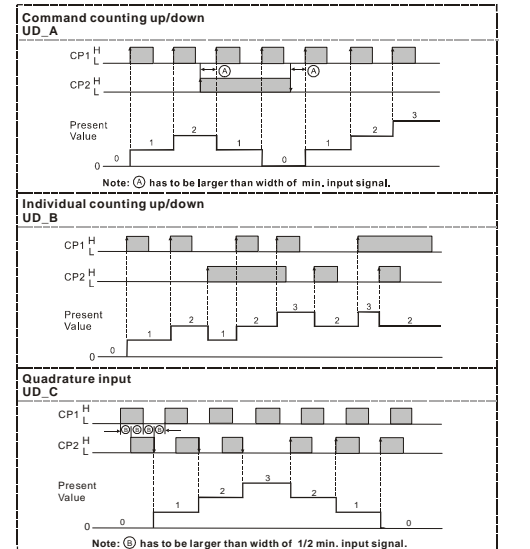 Command counting up/down
UD_A
CP1 H
L
CP2 H
L
A A
Present
Value
0 0 1 2 1 0 1 2 3
Note: A has to be larger than width of min. input signal.
Individual counting up/down
UD_B
CP1 H
L
CP2 H
L
Present
Value
0 0 1 2 1 2 3 2 3 2
Quadrature input
UD_C
CP1 H
L
B B B B
CP2 H
L
Present
Value
0 0 1 2 3 2 1 0
Note: B has to be larger than width of 1/2 min. input signal.